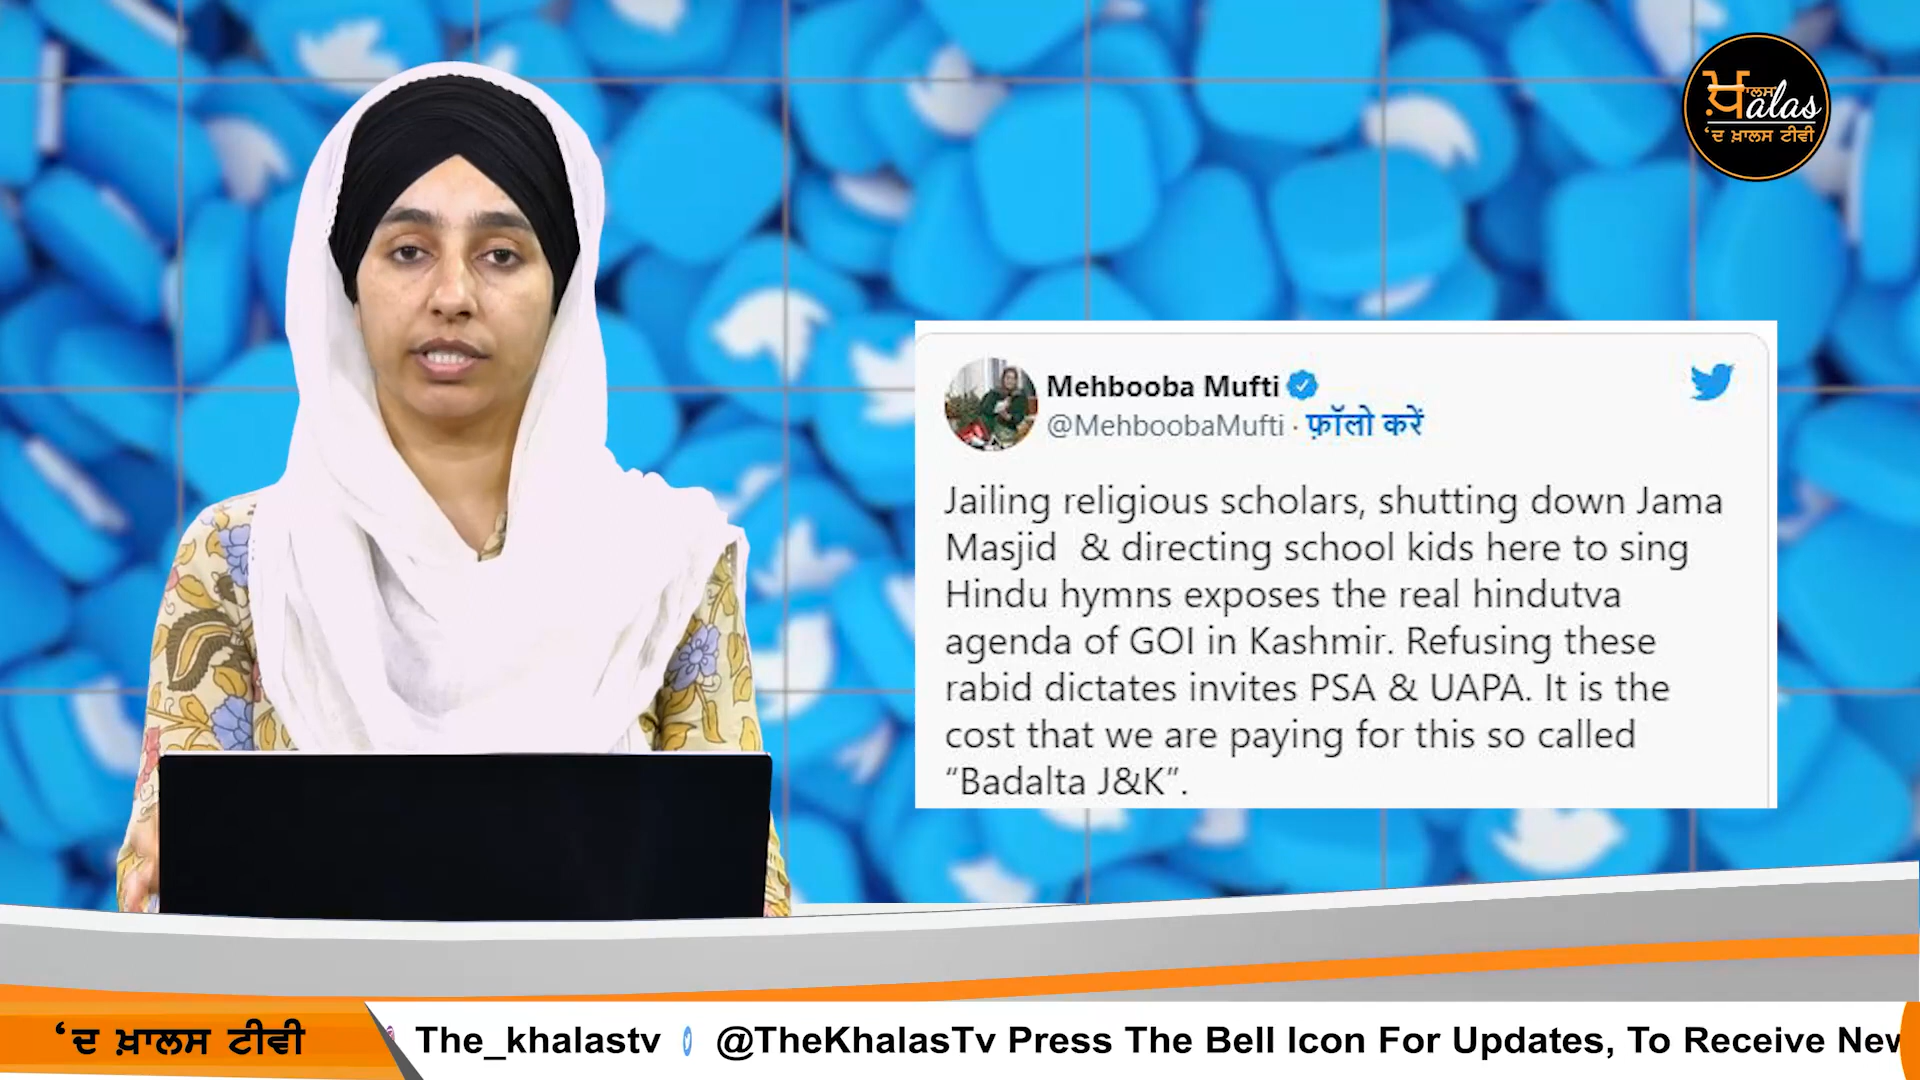 ਖ਼ਾਲਸ
alas
‘ਦ ਖ਼ਾਲਸ ਟੀਵੀ
Mehbooba Mufti
@MehboobaMufti · फ़ॉलो करें
Jailing religious scholars, shutting down Jama
Masjid & directing school kids here to sing
Hindu hymns exposes the real hindutva
agenda of GOI in Kashmir. Refusing these
rabid dictates invites PSA & UAPA. It is the
cost that we are paying for this so called
“Badalta J&K”.
‘ਦ ਖ਼ਾਲਸ ਟੀਵੀ
The_khalastv @TheKhalasTv Press The Bell Icon For Updates, To Receive New